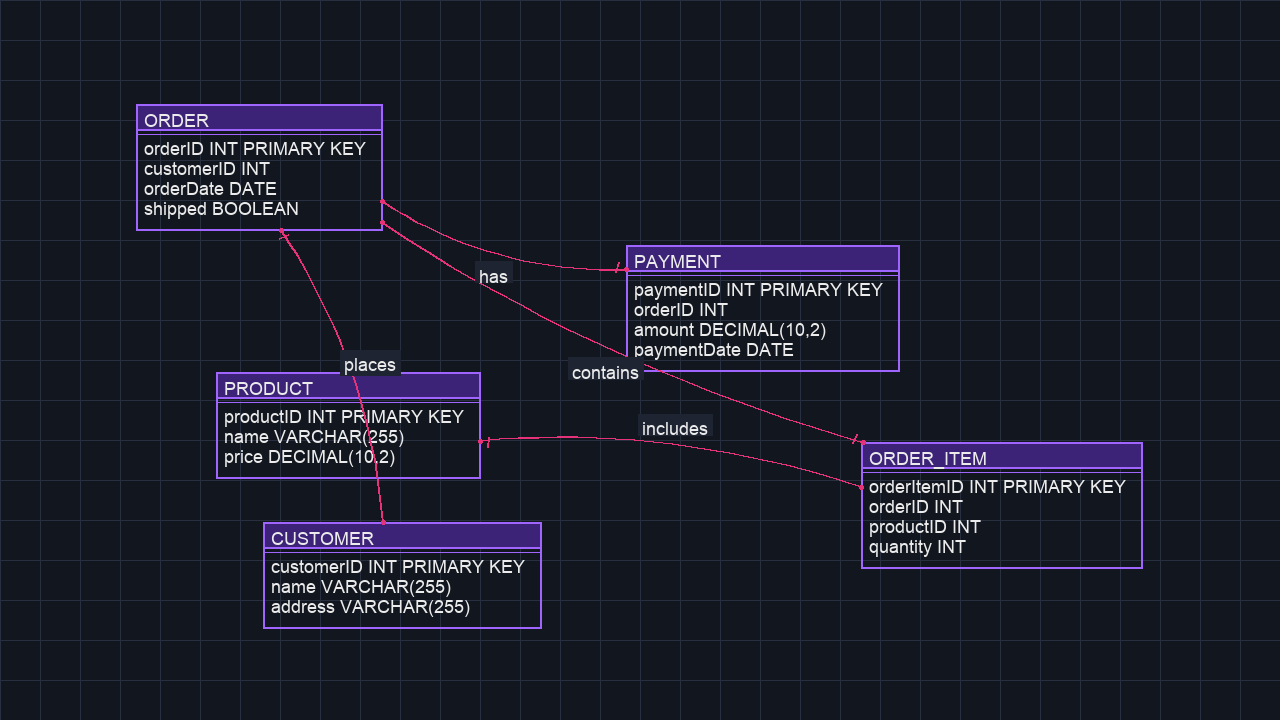 ORDER
orderID INT PRIMARY KEY
customerID INT
orderDate DATE
shipped BOOLEAN
PAYMENT
paymentID INT PRIMARY KEY
orderID INT
amount DECIMAL(10,2)
paymentDate DATE
has
places
contains
PRODUCT
productID INT PRIMARY KEY
name VARCHAR(255)
price DECIMAL(10,2)
includes
ORDER_ITEM
orderItemID INT PRIMARY KEY
orderID INT
productID INT
quantity INT
CUSTOMER
customerID INT PRIMARY KEY
name VARCHAR(255)
address VARCHAR(255)